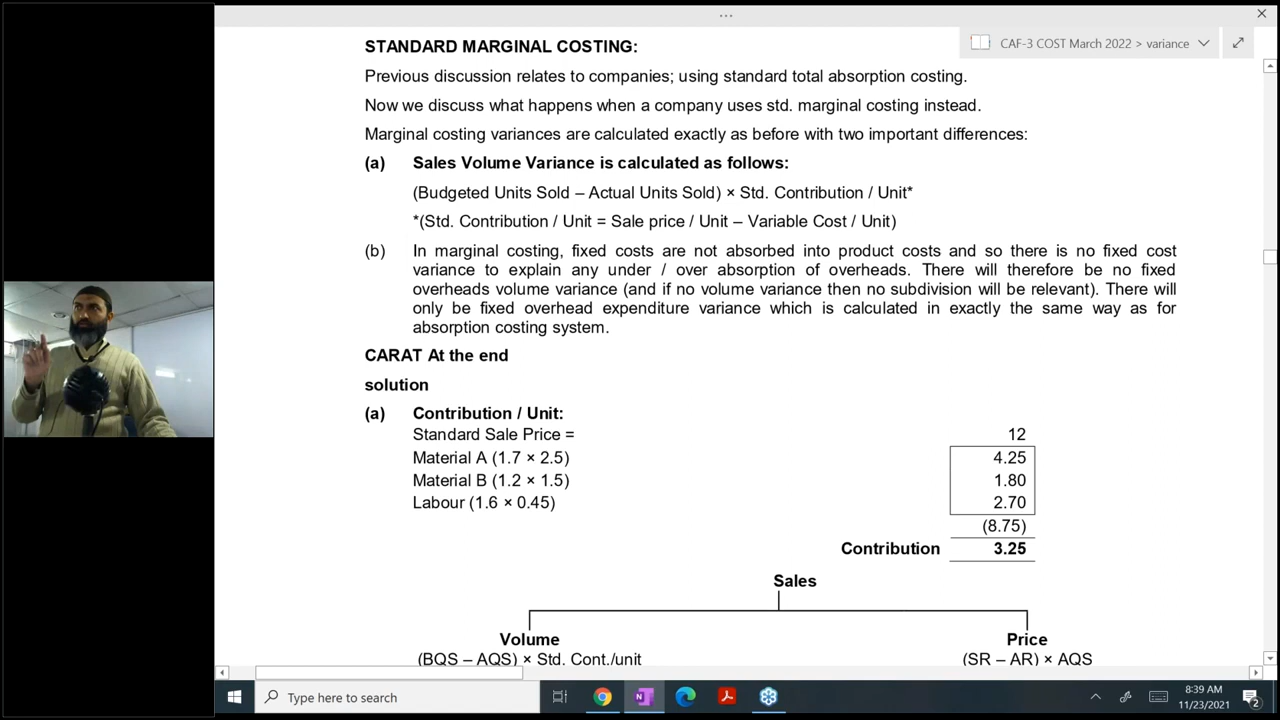 CAF-3 COST March 2022 > variance
STANDARD MARGINAL COSTING:
Previous discussion relates to companies; using standard total absorption costing.
Now we discuss what happens when a company uses std. marginal costing instead.
Marginal costing variances are calculated exactly as before with two important differences:
(a) Sales Volume Variance is calculated as follows:
(Budgeted Units Sold – Actual Units Sold) × Std. Contribution / Unit*
*(Std. Contribution / Unit = Sale price / Unit – Variable Cost / Unit)
(b) In marginal costing, fixed costs are not absorbed into product costs and so there is no fixed cost
variance to explain any under / over absorption of overheads. There will therefore be no fixed
overheads volume variance (and if no volume variance then no subdivision will be relevant). There will
only be fixed overhead expenditure variance which is calculated in exactly the same way as for
absorption costing system.
CARAT At the end
solution
(a) Contribution / Unit:
Standard Sale Price = 12
Material A (1.7 × 2.5) 4.25
Material B (1.2 × 1.5) 1.80
Labour (1.6 × 0.45) 2.70
(8.75)
Contribution 3.25
Sales
Volume Price
(BQS – AQS) × Std. Cont./unit (SR – AR) × AQS
Type here to search
8:39 AM
11/23/2021
2